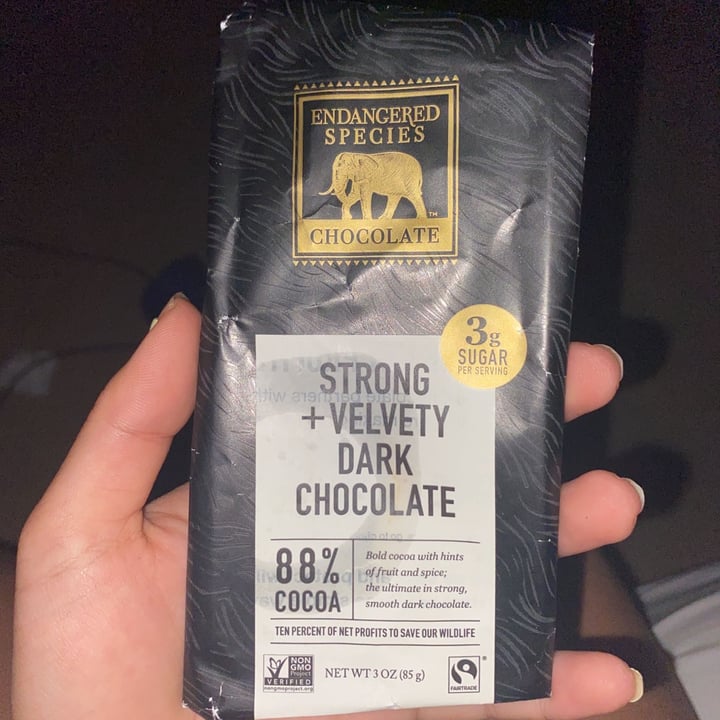 ENDANGERED
SPECIES
™
CHOCOLATE
3g
SUGAR
PER SERVING
STRONG
+ VELVETY
DARK
CHOCOLATE
88%
COCOA
Bold cocoa with hints
of fruit and spice;
the ultimate in strong,
smooth dark chocolate.
TEN PERCENT OF NET PROFITS TO SAVE OUR WILDLIFE
NON
GMO
Project
VERIFIED
nongmoproject.org
NET WT 3 OZ (85 g)
®
FAIRTRADE